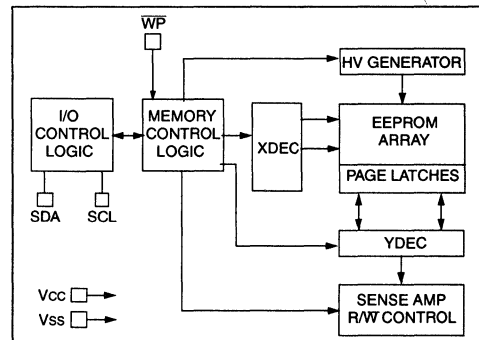 W̅P̅
HV GENERATOR
I/O
CONTROL
LOGIC
MEMORY
CONTROL
LOGIC
XDEC
EEPROM
ARRAY
PAGE LATCHES
SDA
SCL
YDEC
Vcc
Vss
SENSE AMP
R/W̅ CONTROL